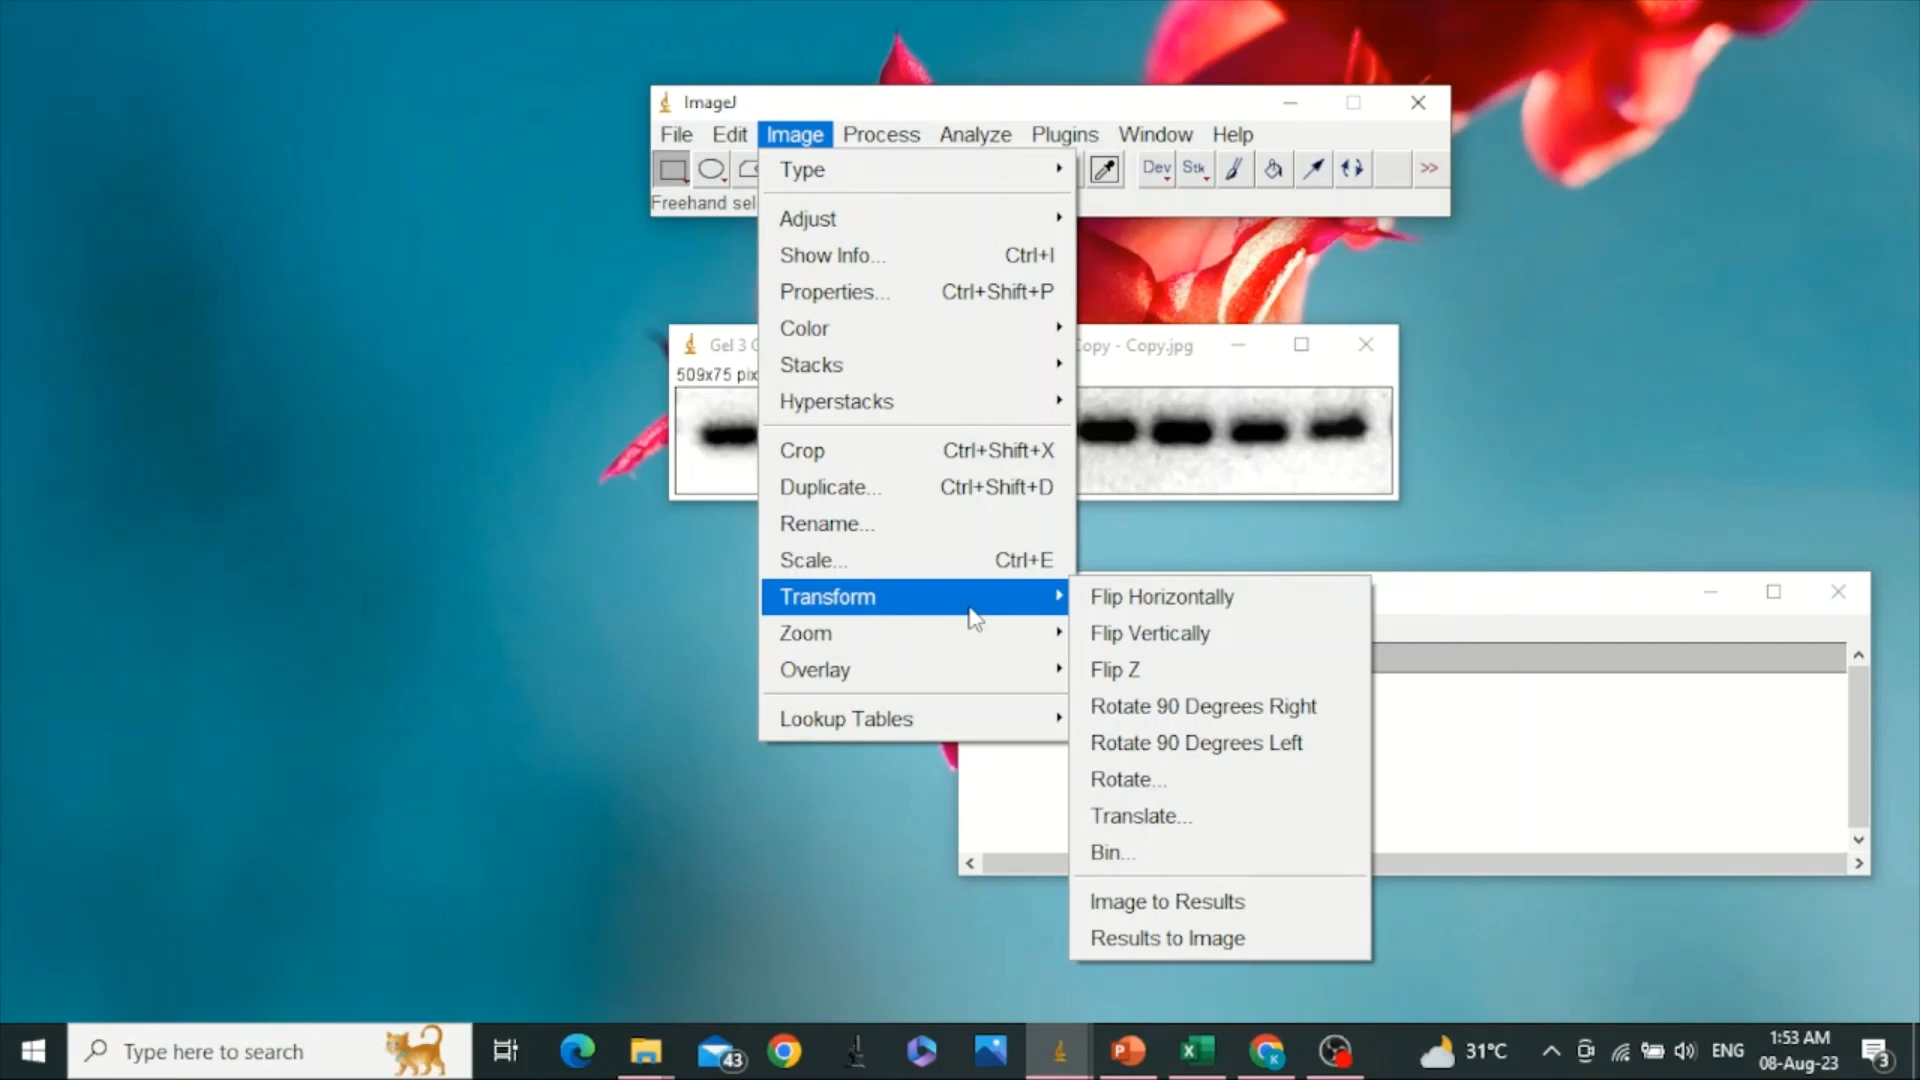 ImageJ
File Edit Image Process Analyze Plugins Window Help
Dev Stk >>
Freehand sel
Type
Adjust
Show Info... Ctrl+I
Properties... Ctrl+Shift+P
Color
Stacks
Hyperstacks
Crop Ctrl+Shift+X
Duplicate... Ctrl+Shift+D
Rename...
Scale... Ctrl+E
Transform
Zoom
Overlay
Lookup Tables
Gel 3 Copy - Copy.jpg
509x75 pix
Flip Horizontally
Flip Vertically
Flip Z
Rotate 90 Degrees Right
Rotate 90 Degrees Left
Rotate...
Translate...
Bin...
Image to Results
Results to Image
Type here to search
43
31°C
ENG
1:53 AM
08-Aug-23
3